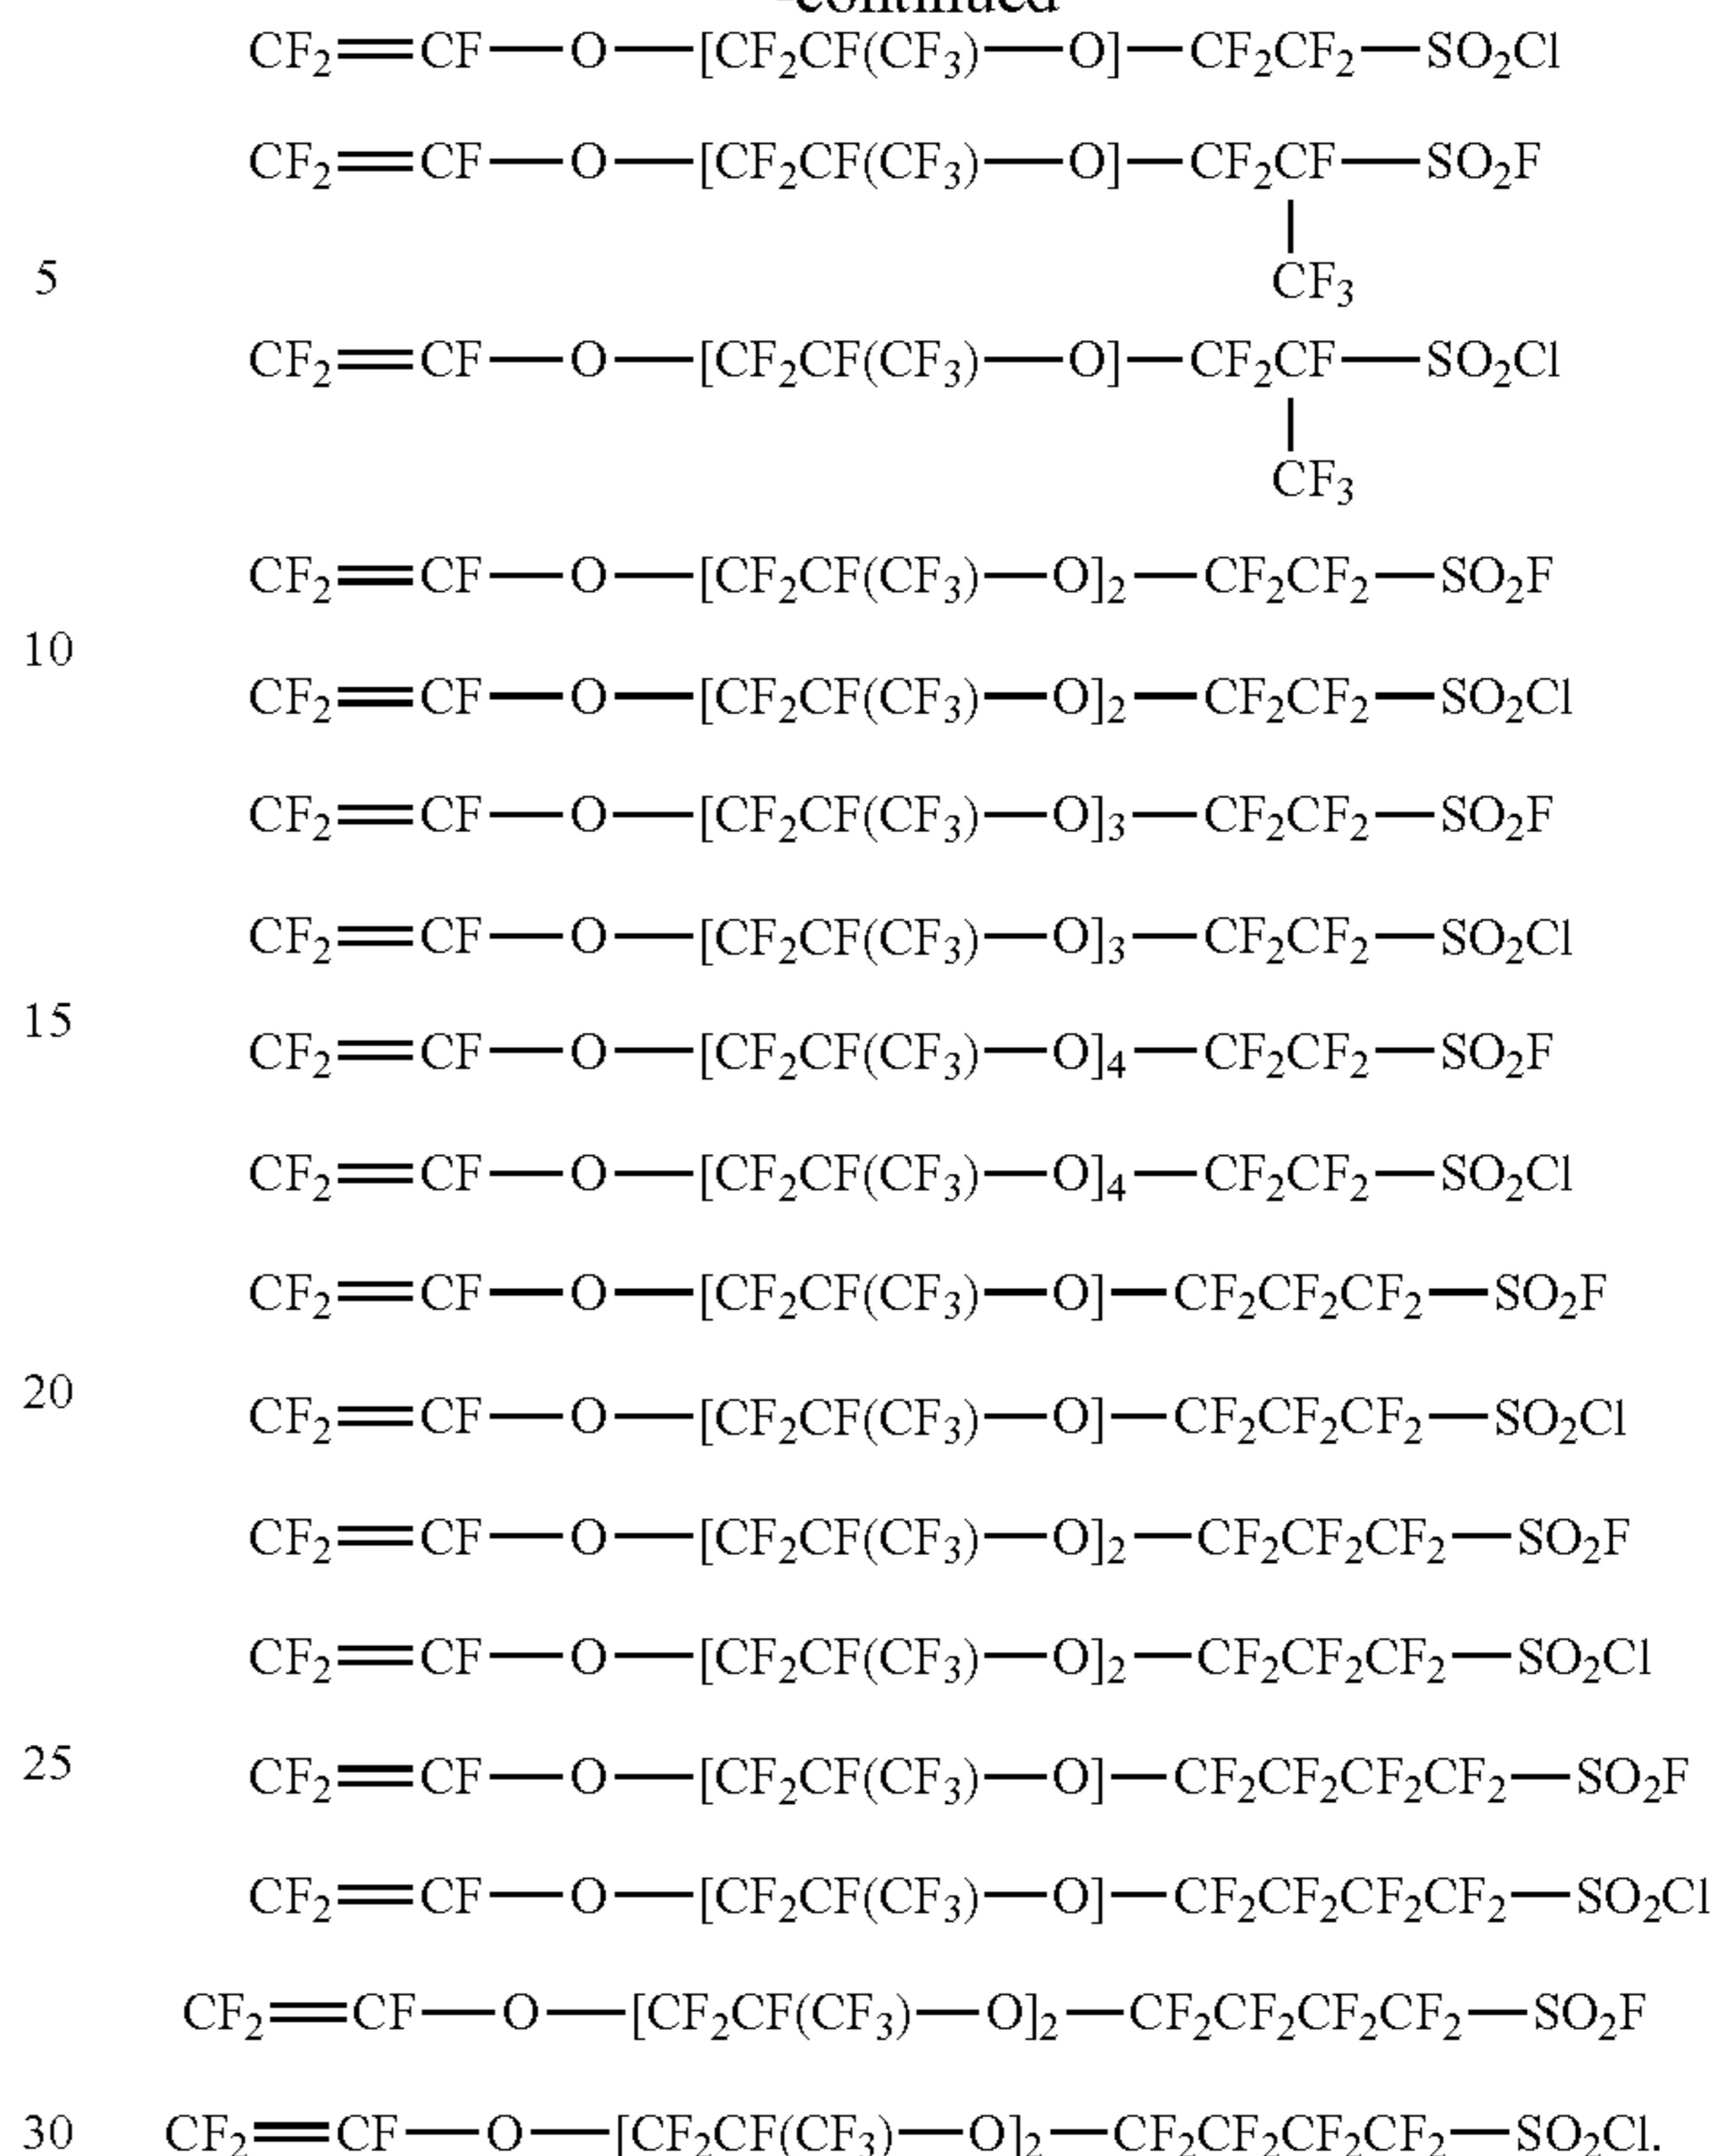 -continued
CF₂=CF—O—[CF₂CF(CF₃)—O]—CF₂CF₂—SO₂Cl
CF₂=CF—O—[CF₂CF(CF₃)—O]—CF₂CF—SO₂F
5
CF₃
CF₂=CF—O—[CF₂CF(CF₃)—O]—CF₂CF—SO₂Cl
CF₃
CF₂=CF—O—[CF₂CF(CF₃)—O]₂—CF₂CF₂—SO₂F
10
CF₂=CF—O—[CF₂CF(CF₃)—O]₂—CF₂CF₂—SO₂Cl
CF₂=CF—O—[CF₂CF(CF₃)—O]₃—CF₂CF₂—SO₂F
CF₂=CF—O—[CF₂CF(CF₃)—O]₃—CF₂CF₂—SO₂Cl
15
CF₂=CF—O—[CF₂CF(CF₃)—O]₄—CF₂CF₂—SO₂F
CF₂=CF—O—[CF₂CF(CF₃)—O]₄—CF₂CF₂—SO₂Cl
CF₂=CF—O—[CF₂CF(CF₃)—O]—CF₂CF₂CF₂—SO₂F
20
CF₂=CF—O—[CF₂CF(CF₃)—O]—CF₂CF₂CF₂—SO₂Cl
CF₂=CF—O—[CF₂CF(CF₃)—O]₂—CF₂CF₂CF₂—SO₂F
CF₂=CF—O—[CF₂CF(CF₃)—O]₂—CF₂CF₂CF₂—SO₂Cl
25
CF₂=CF—O—[CF₂CF(CF₃)—O]—CF₂CF₂CF₂CF₂—SO₂F
CF₂=CF—O—[CF₂CF(CF₃)—O]—CF₂CF₂CF₂CF₂—SO₂Cl
CF₂=CF—O—[CF₂CF(CF₃)—O]₂—CF₂CF₂CF₂CF₂—SO₂F
30
CF₂=CF—O—[CF₂CF(CF₃)—O]₂—CF₂CF₂CF₂CF₂—SO₂Cl.